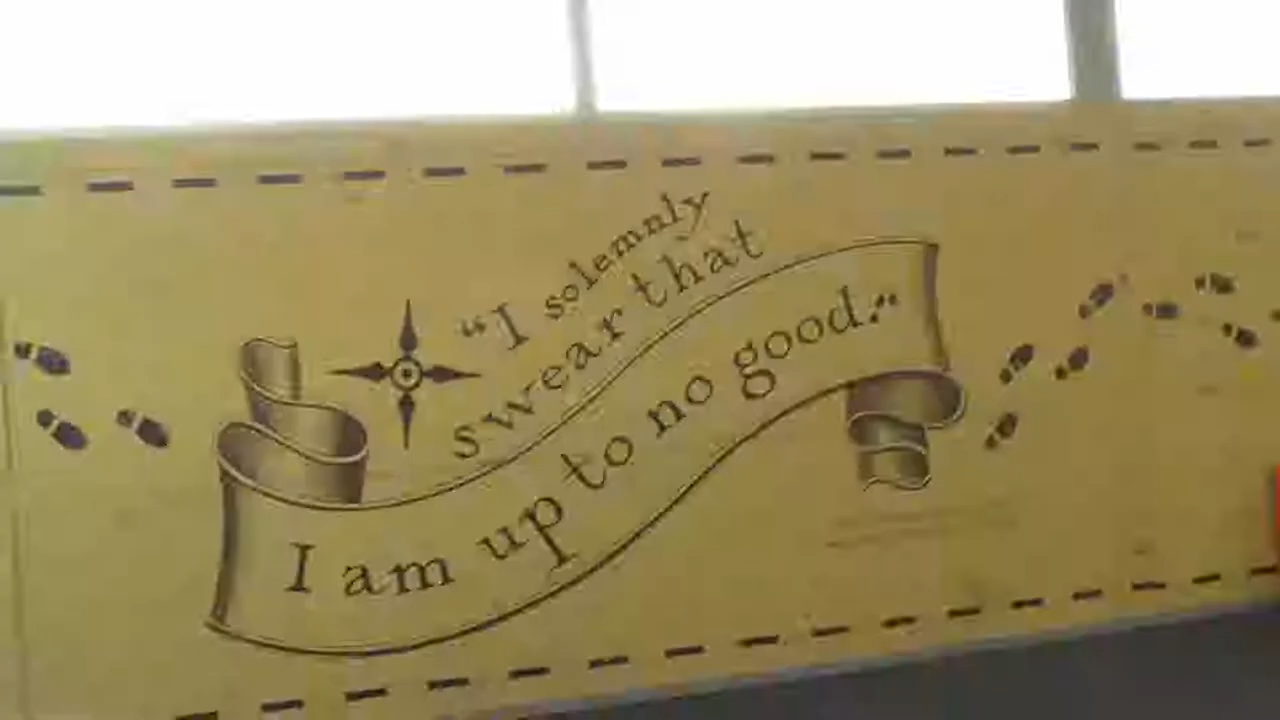 “I solemnly
swear that
I am up to no good.”